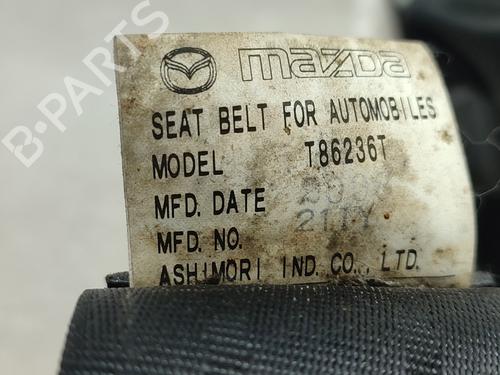 B-PARTS
mazda
SEAT BELT FOR AUTOMOBILES
MODEL T86236T
MFD. DATE
MFD. NO.
ASHIMORI IND. CO., LTD.